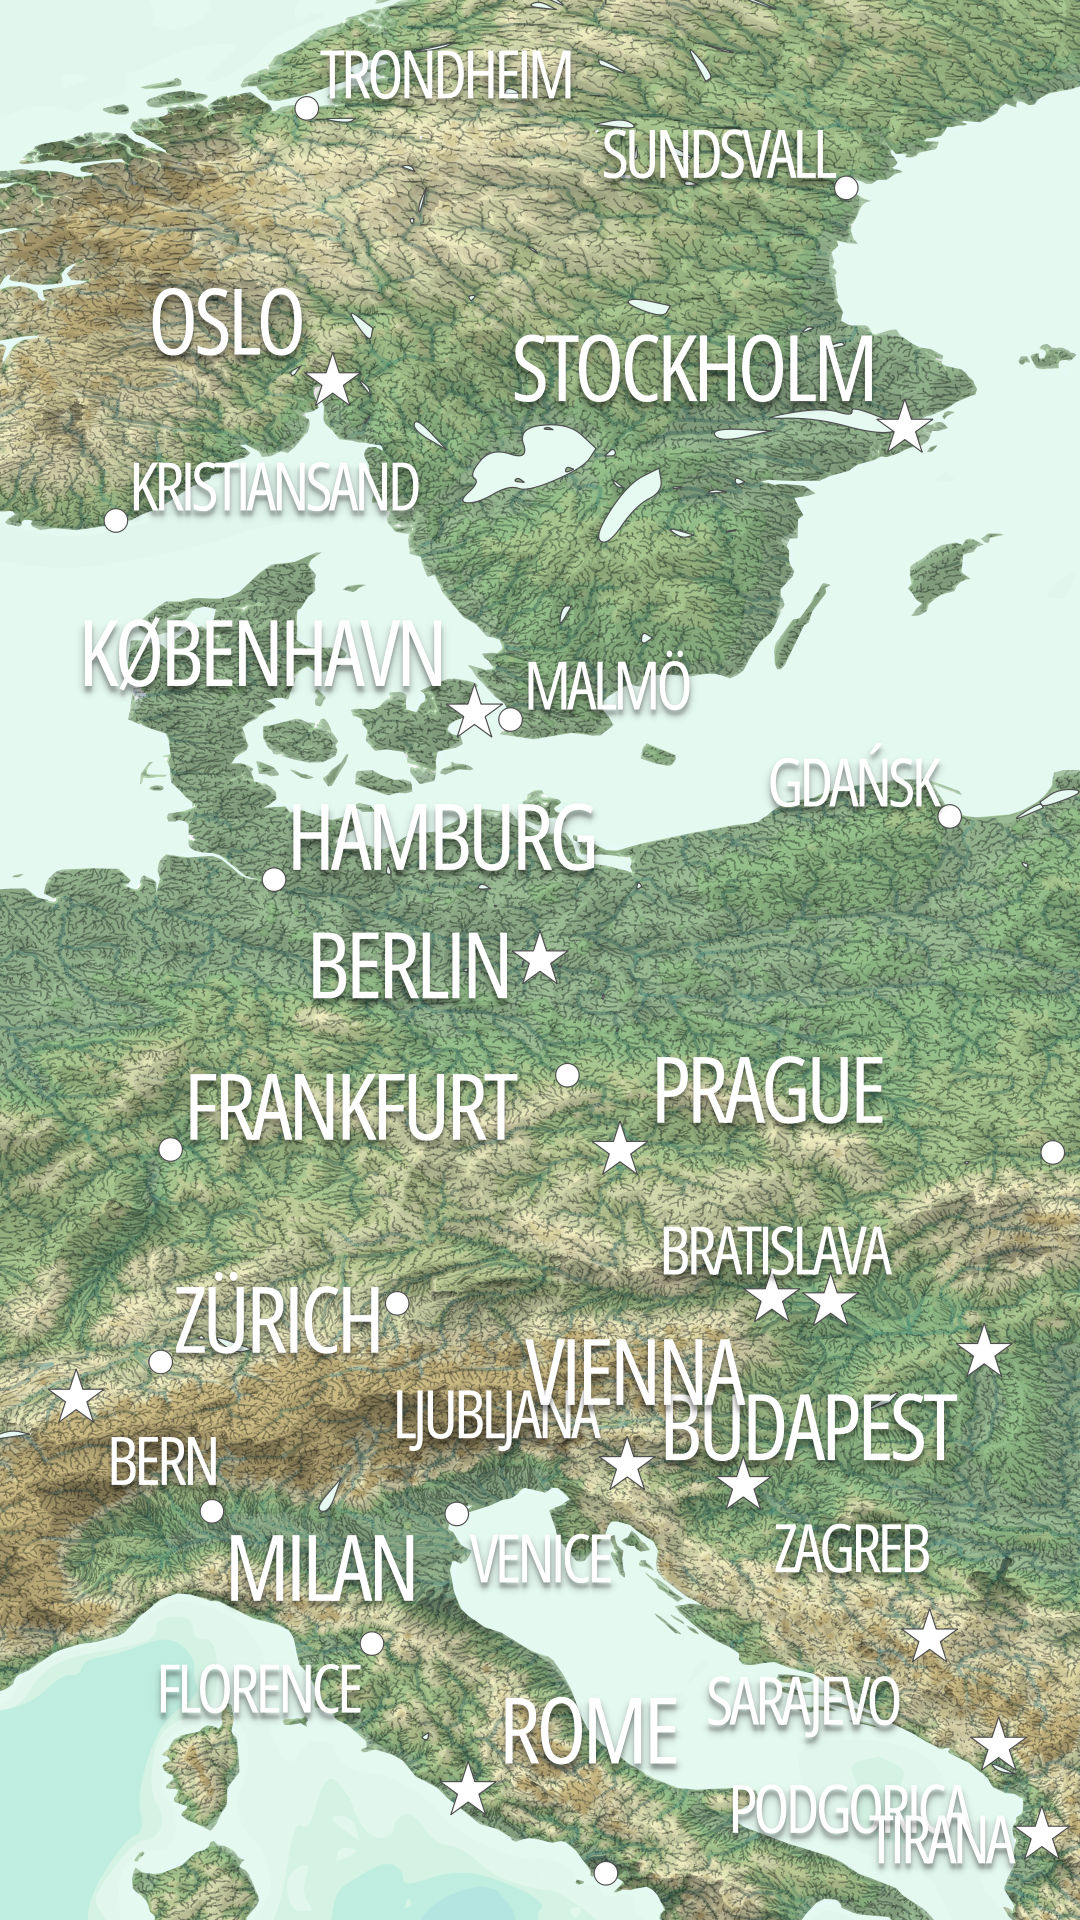 TRONDHEIM
SUNDSVALL
OSLO
STOCKHOLM
KRISTIANSAND
KØBENHAVN
MALMÖ
GDAŃSK
HAMBURG
BERLIN
FRANKFURT
PRAGUE
BRATISLAVA
ZÜRICH
VIENNA
LJUBLJANA
BUDAPEST
BERN
MILAN
VENICE
ZAGREB
FLORENCE
ROME
SARAJEVO
PODGORICA
TIRANA